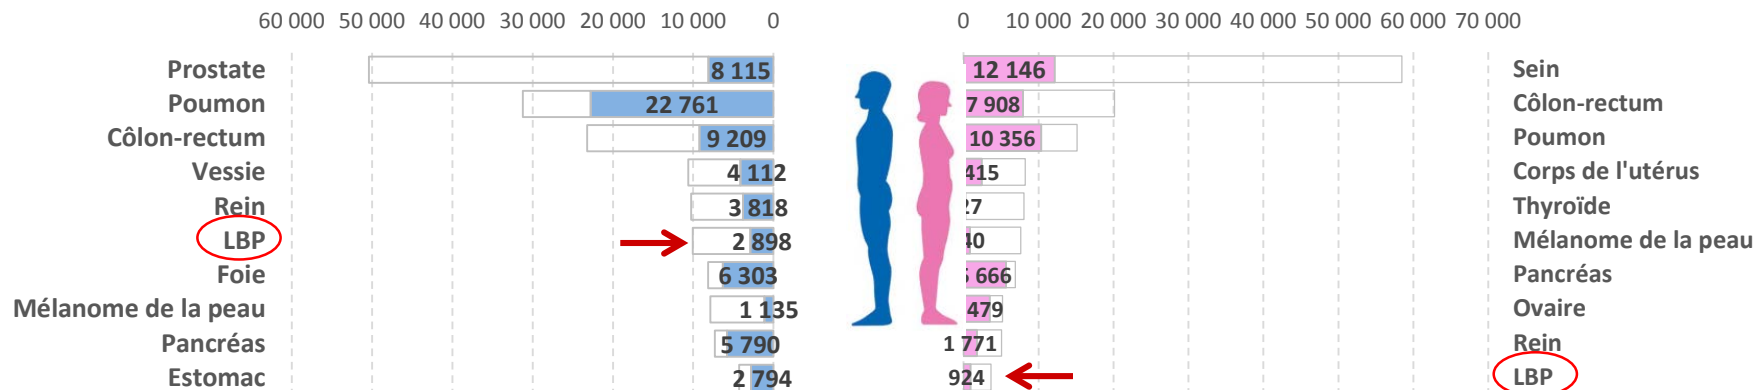 60 000 50 000 40 000 30 000 20 000 10 000 0 0 10 000 20 000 30 000 40 000 50 000 60 000 70 000
Prostate 8 115 12 146 Sein
Poumon 22 761 7 908 Côlon-rectum
Côlon-rectum 9 209 10 356 Poumon
Vessie 4 112 415 Corps de l'utérus
Rein 3 818 27 Thyroïde
LBP 2 898 40 Mélanome de la peau
Foie 6 303 666 Pancréas
Mélanome de la peau 1 135 479 Ovaire
Pancréas 5 790 1 771 Rein
Estomac 2 794 924 LBP